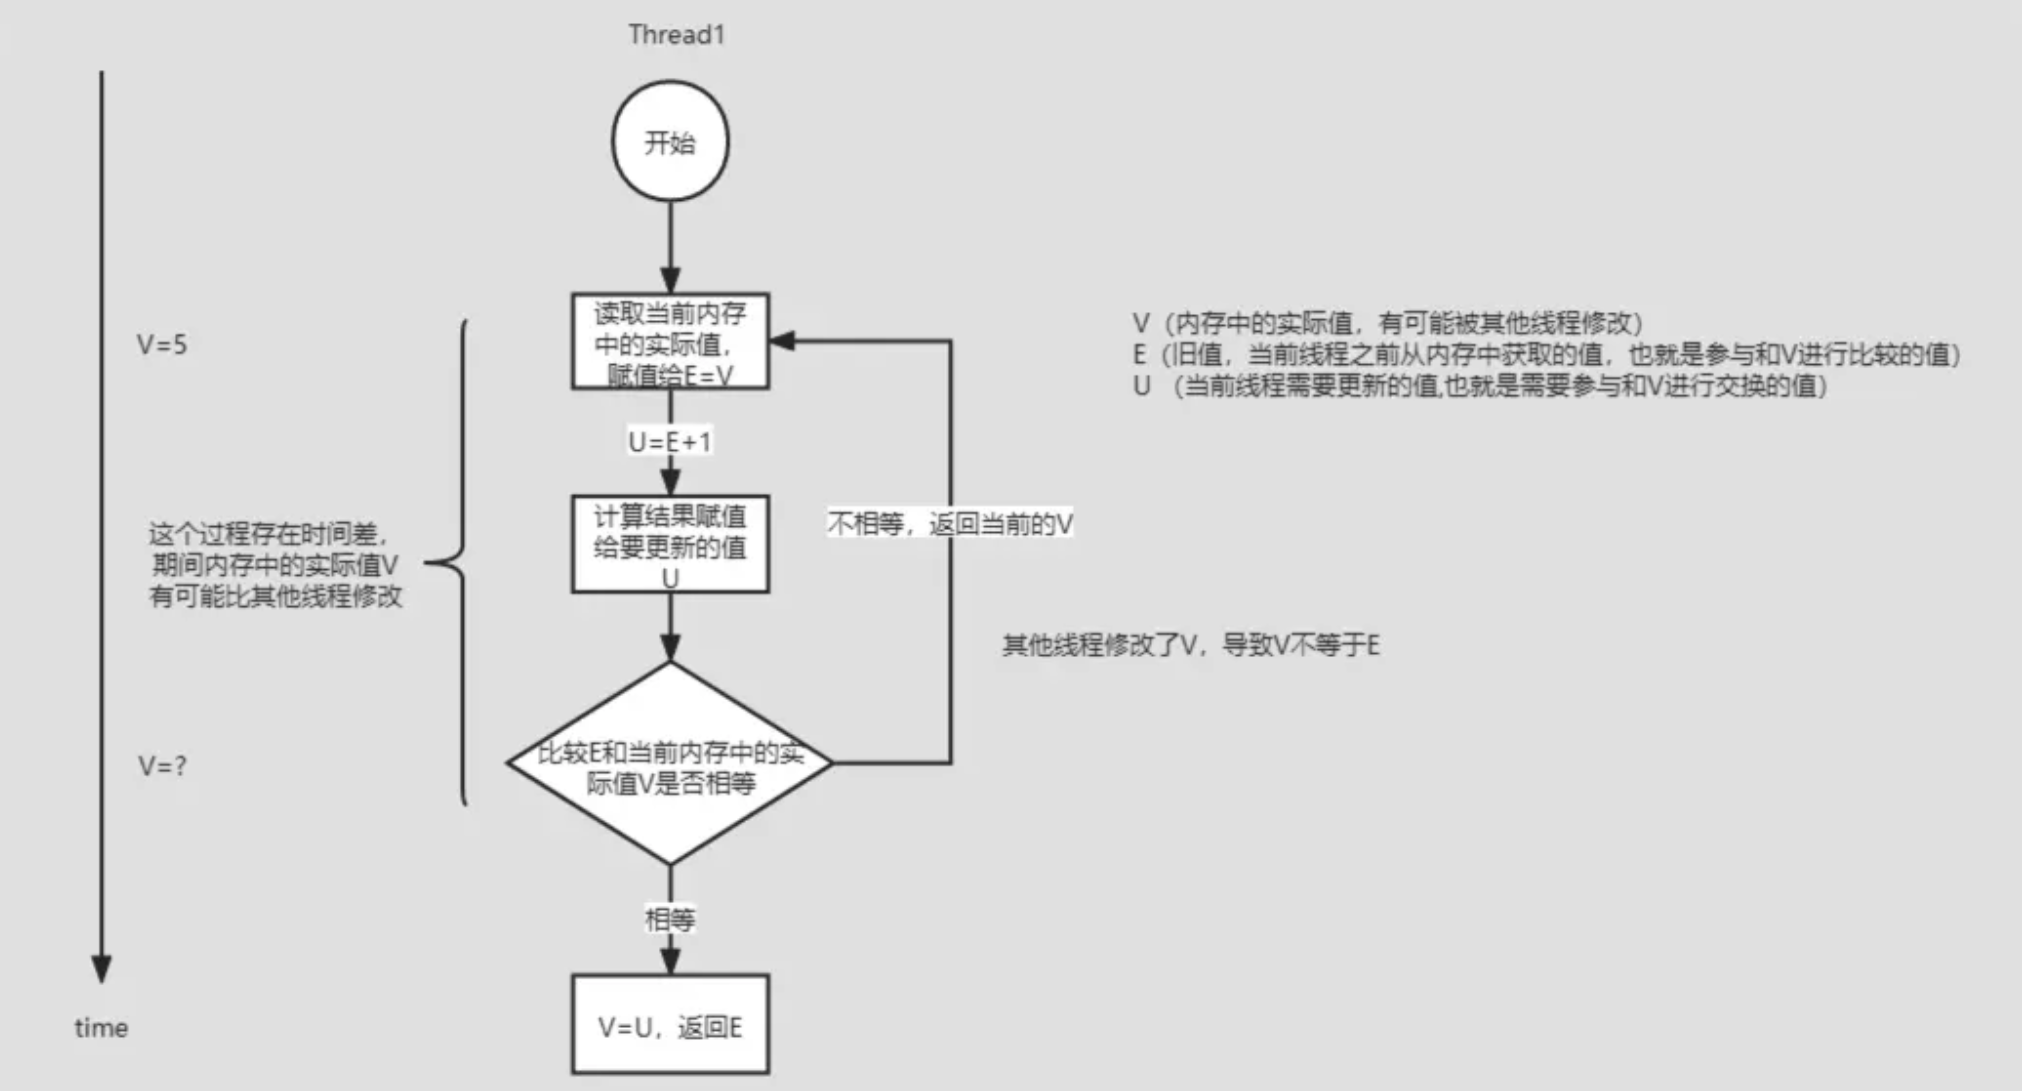 Thread1
开始
读取当前内存
中的实际值，
赋值给E=V
V=5
V（内存中的实际值，有可能被其他线程修改）
E（旧值，当前线程之前从内存中获取的值，也就是参与和V进行比较的值）
U （当前线程需要更新的值,也就是需要参与和V进行交换的值）
U=E+1
计算结果赋值
给要更新的值
U
不相等，返回当前的V
这个过程存在时间差，
期间内存中的实际值V
有可能比其他线程修改
其他线程修改了V，导致V不等于E
比较E和当前内存中的实
际值V是否相等
V=?
相等
V=U，返回E
time